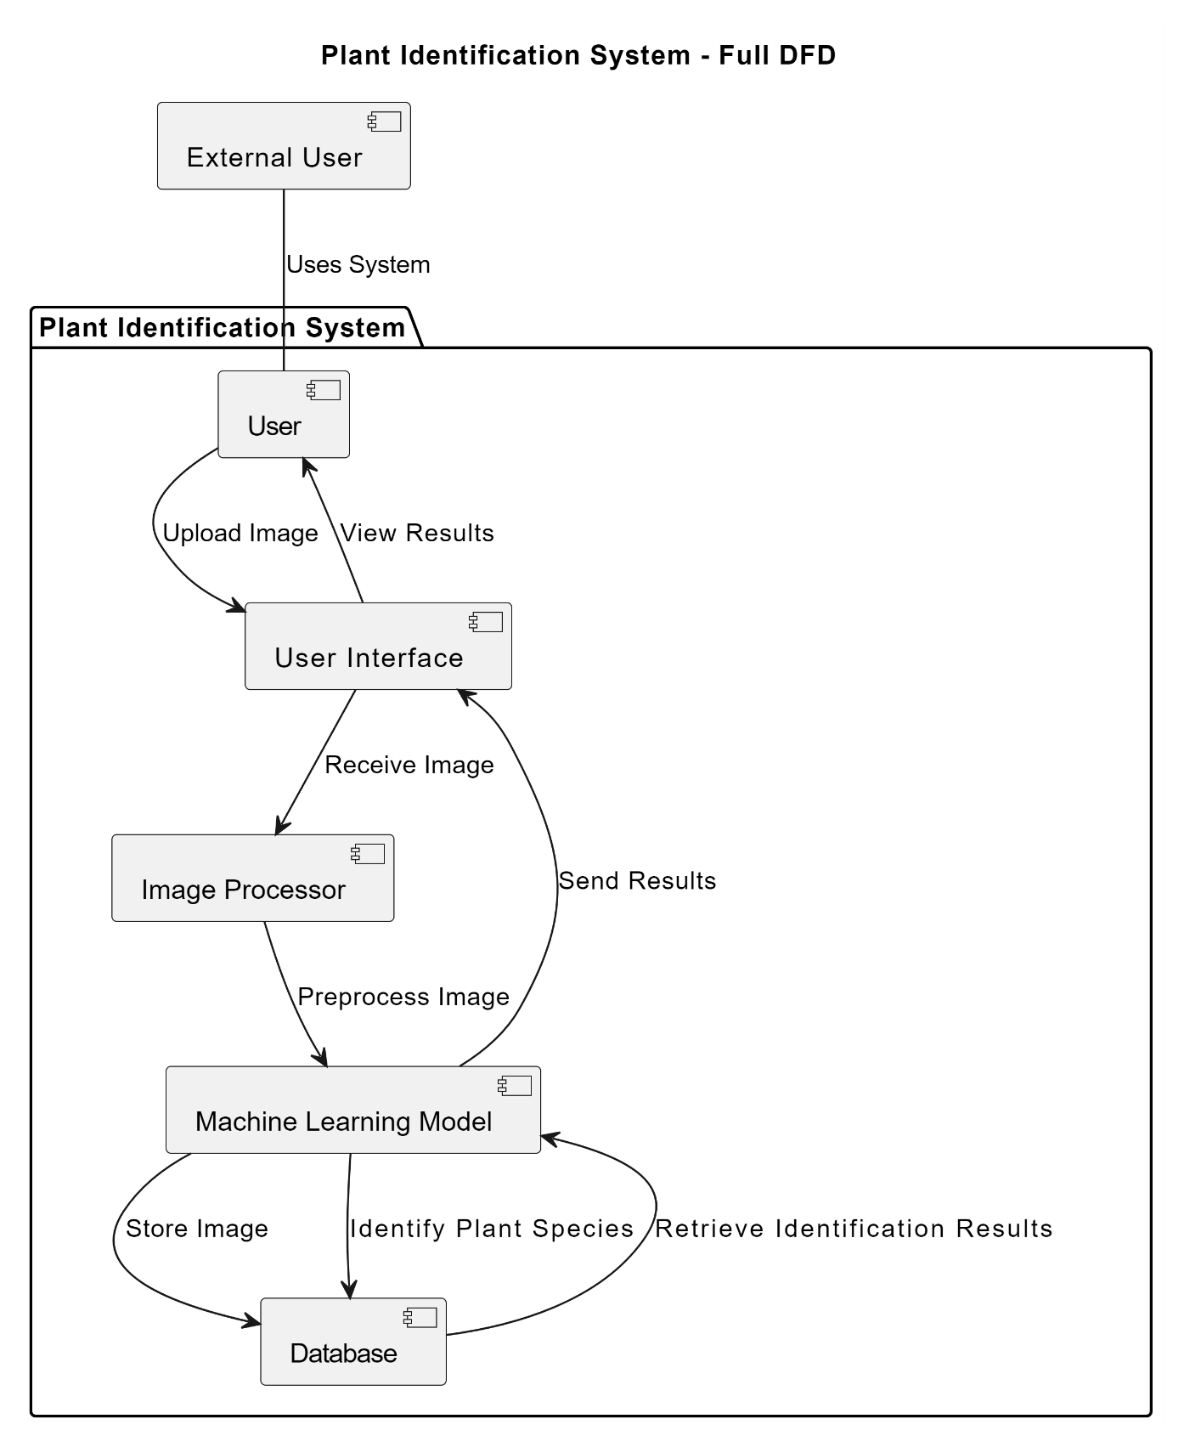 Plant Identification System - Full DFD
External User
Uses System
Plant Identification System
User
Upload Image
View Results
User Interface
Receive Image
Image Processor
Send Results
Preprocess Image
Machine Learning Model
Store Image
Identify Plant Species
Retrieve Identification Results
Database